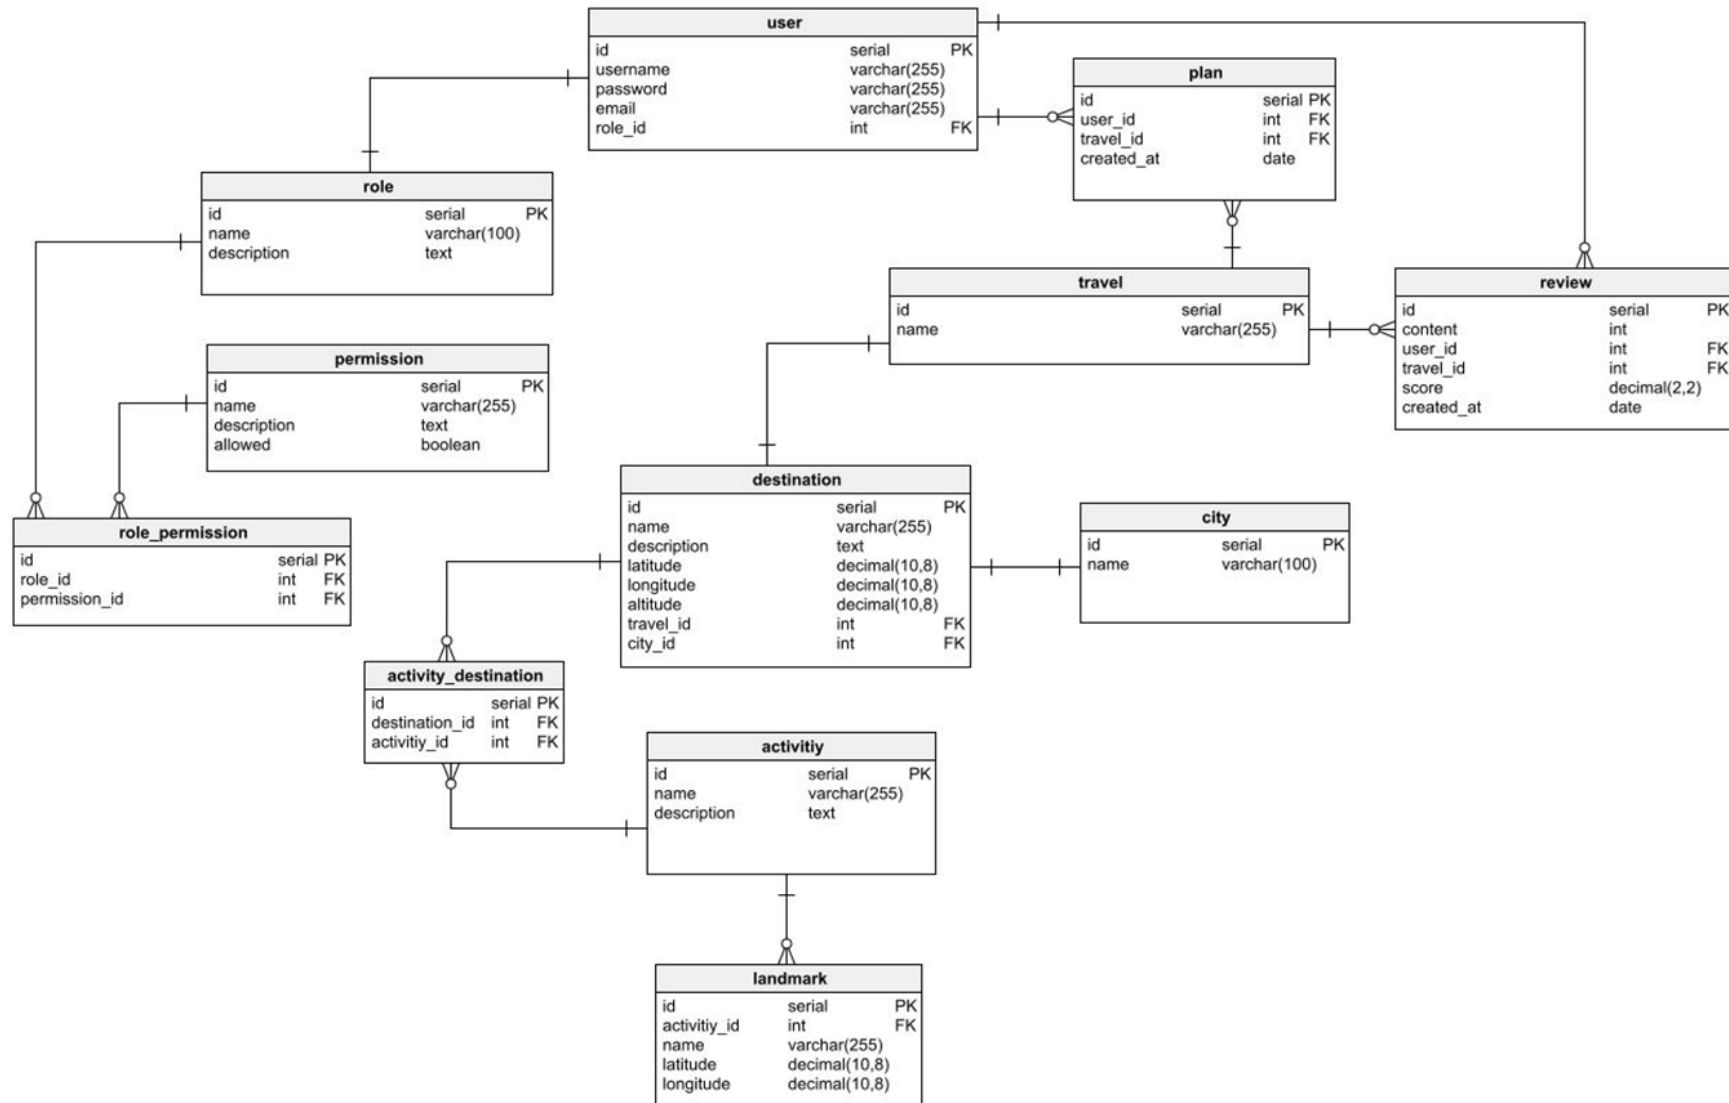 user
id serial PK
username varchar(255)
password varchar(255)
email varchar(255)
role_id int FK
plan
id serial PK
user_id int FK
travel_id int FK
created_at date
role
id serial PK
name varchar(100)
description text
travel
id serial PK
name varchar(255)
review
id serial PK
content int
user_id int FK
travel_id int FK
score decimal(2,2)
created_at date
permission
id serial PK
name varchar(255)
description text
allowed boolean
role_permission
id serial PK
role_id int FK
permission_id int FK
destination
id serial PK
name varchar(255)
description text
latitude decimal(10,8)
longitude decimal(10,8)
altitude decimal(10,8)
travel_id int FK
city_id int FK
city
id serial PK
name varchar(100)
activity_destination
id serial PK
destination_id int FK
activitiy_id int FK
activitiy
id serial PK
name varchar(255)
description text
landmark
id serial PK
activitiy_id int FK
name varchar(255)
latitude decimal(10,8)
longitude decimal(10,8)